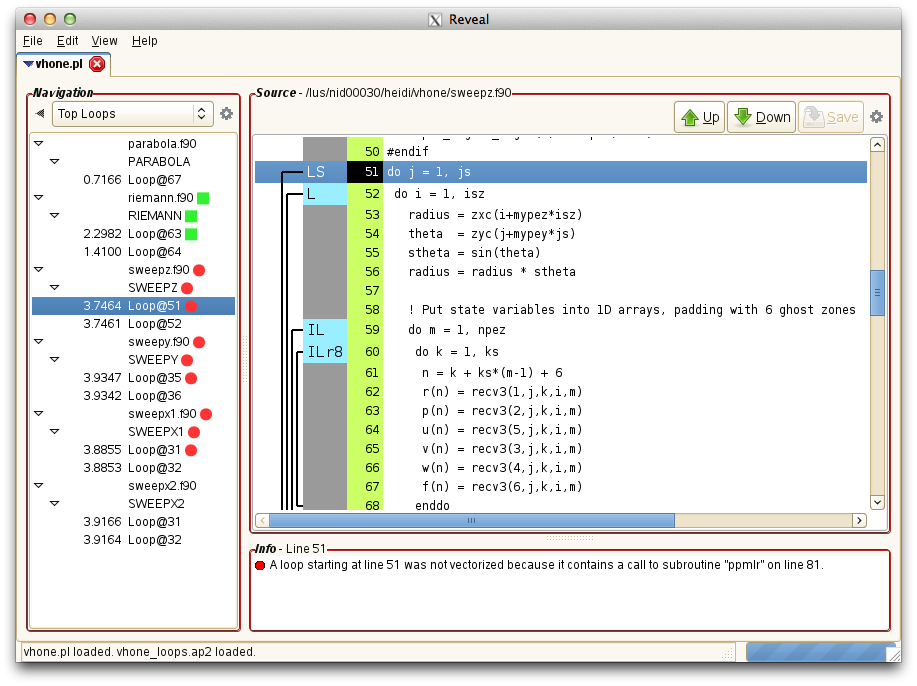 Reveal
File Edit View Help
vhone.pl
Navigation
Top Loops
parabola.f90
PARABOLA
0.7166 Loop@67
riemann.f90
RIEMANN
2.2982 Loop@63
1.4100 Loop@64
sweepz.f90
SWEEPZ
3.7464 Loop@51
3.7461 Loop@52
sweepy.f90
SWEEPY
3.9347 Loop@35
3.9342 Loop@36
sweepx1.f90
SWEEPX1
3.8855 Loop@31
3.8853 Loop@32
sweepx2.f90
SWEEPX2
3.9166 Loop@31
3.9164 Loop@32
Source - /lus/nid00030/heidi/vhone/sweepz.f90
Up Down Save
50 #endif
LS 51 do j = 1, js
L 52 do i = 1, isz
53 radius = zxc(i+mypez*isz)
54 theta = zyc(j+mypey*js)
55 stheta = sin(theta)
56 radius = radius * stheta
57
58 ! Put state variables into 1D arrays, padding with 6 ghost zones
IL 59 do m = 1, npez
ILr8 60 do k = 1, ks
61 n = k + ks*(m-1) + 6
62 r(n) = recv3(1,j,k,i,m)
63 p(n) = recv3(2,j,k,i,m)
64 u(n) = recv3(5,j,k,i,m)
65 v(n) = recv3(3,j,k,i,m)
66 w(n) = recv3(4,j,k,i,m)
67 f(n) = recv3(6,j,k,i,m)
68 enddo
Info - Line 51
A loop starting at line 51 was not vectorized because it contains a call to subroutine "ppmlr" on line 81.
vhone.pl loaded. vhone_loops.ap2 loaded.